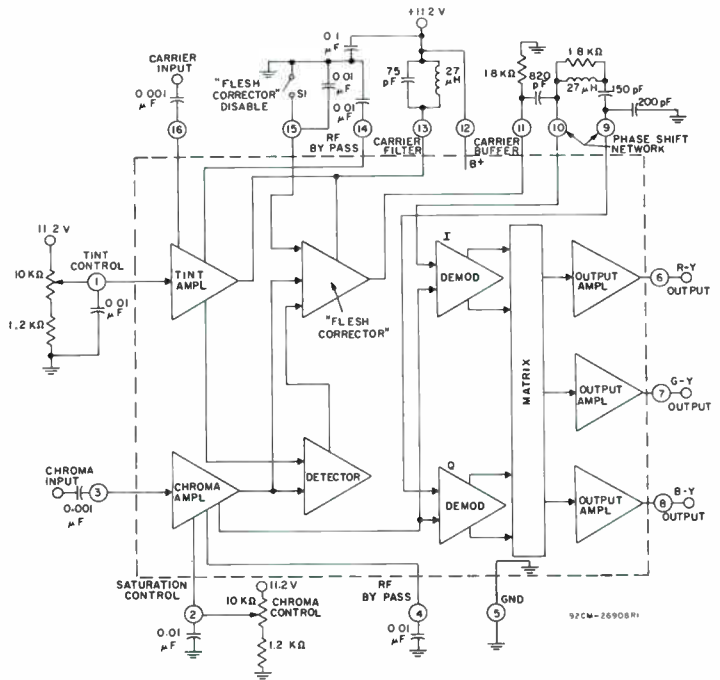 +11.2 V
CARRIER
INPUT
0.001
μF
16
"FLESH
CORRECTOR"
DISABLE
S1
0.1
μF
0.01
μF
0.01
μF
75
pF
27
μH
18KΩ
820
pF
1.8 KΩ
27 μH
150 pF
200 pF
15
RF
BY PASS
14
CARRIER
FILTER
13
12
B+
CARRIER
BUFFER
11
10
9
PHASE SHIFT
NETWORK
11.2 V
10 KΩ
TINT
CONTROL
1
0.01
μF
1.2 KΩ
TINT
AMPL
"FLESH
CORRECTOR"
I
DEMOD
MATRIX
OUTPUT
AMPL
6
R-Y
OUTPUT
OUTPUT
AMPL
7
G-Y
OUTPUT
CHROMA
INPUT
3
0.001
μF
CHROMA
AMPL
DETECTOR
Q
DEMOD
OUTPUT
AMPL
8
B-Y
OUTPUT
SATURATION
CONTROL
2
0.01
μF
11.2V
10 KΩ
CHROMA
CONTROL
1.2 KΩ
RF
BY PASS
4
0.01
μF
5
GND
92CM-26908R1